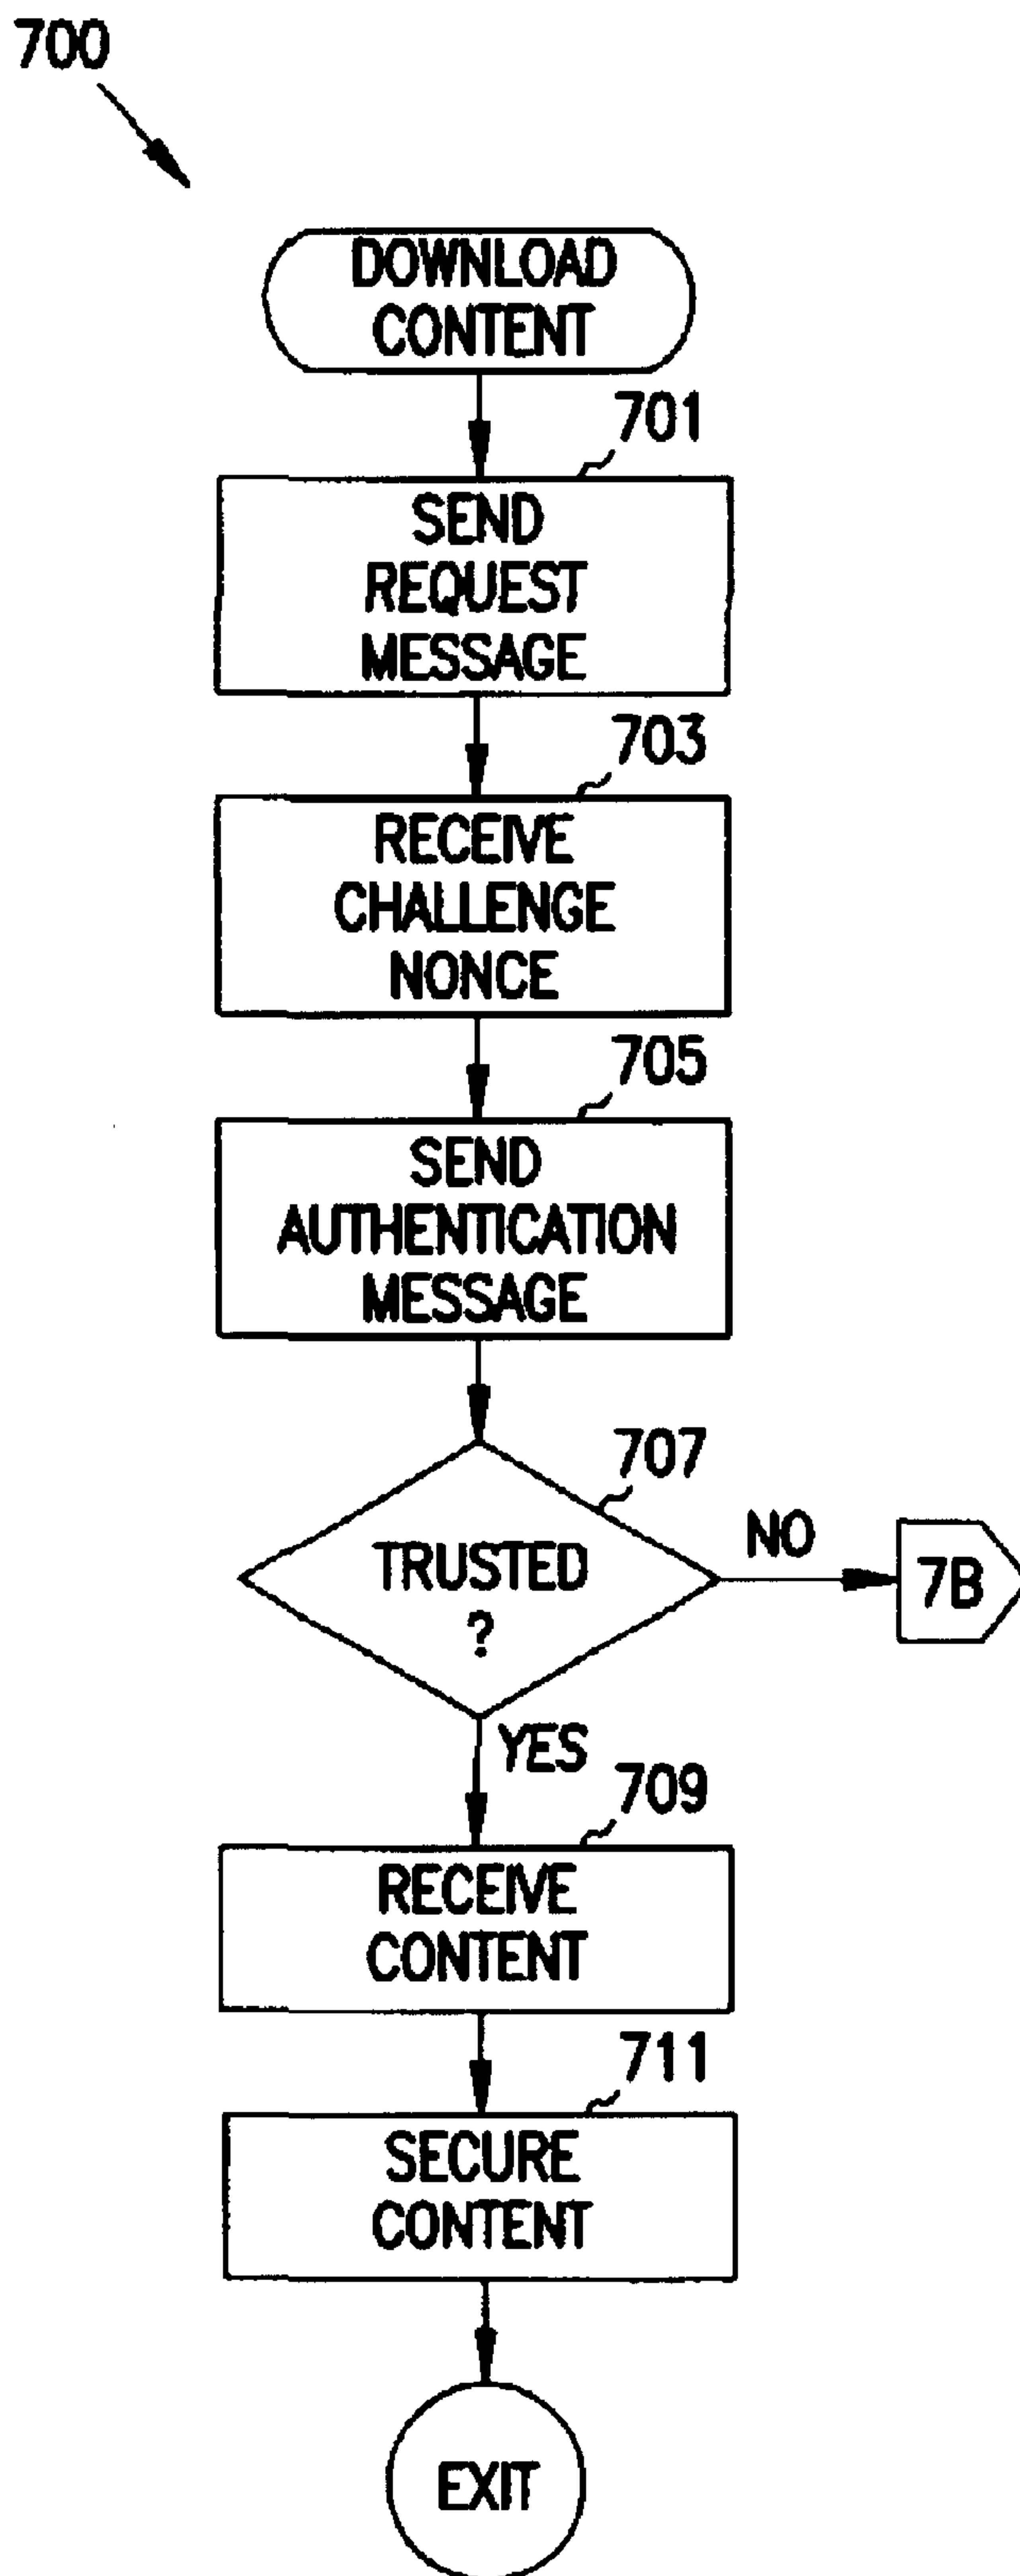 700
DOWNLOAD
CONTENT
701
SEND
REQUEST
MESSAGE
703
RECEIVE
CHALLENGE
NONCE
705
SEND
AUTHENTICATION
MESSAGE
707
TRUSTED
?
NO
7B
YES
709
RECEIVE
CONTENT
711
SECURE
CONTENT
EXIT